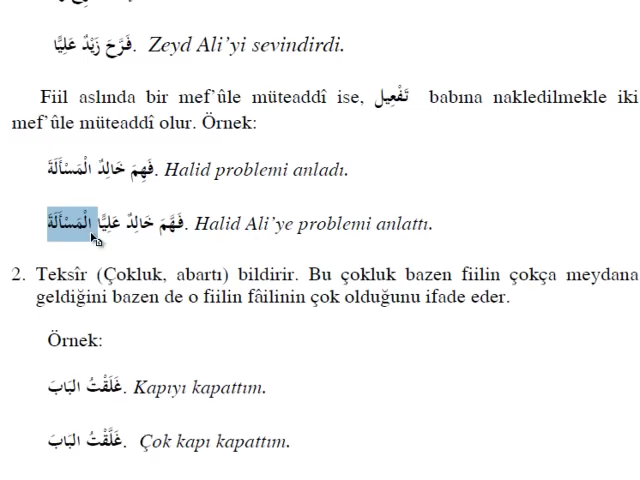 فَرَّحَ زَيْدٌ عَلِيًّا. Zeyd Ali’yi sevindirdi.
Fiil aslında bir mef’ûle müteaddî ise, تَفْعِيل babına nakledilmekle iki
mef’ûle müteaddî olur. Örnek:
فَهِمَ خَالِدٌ الْمَسْأَلَةَ. Halid problemi anladı.
فَهَّمَ خَالِدٌ عَلِيًّا الْمَسْأَلَةَ. Halid Ali’ye problemi anlattı.
2. Teksîr (Çokluk, abartı) bildirir. Bu çokluk bazen fiilin çokça meydana
geldiğini bazen de o fiilin fâilinin çok olduğunu ifade eder.
Örnek:
غَلَقْتُ البَابَ. Kapıyı kapattım.
غَلَّقْتُ البَابَ. Çok kapı kapattım.